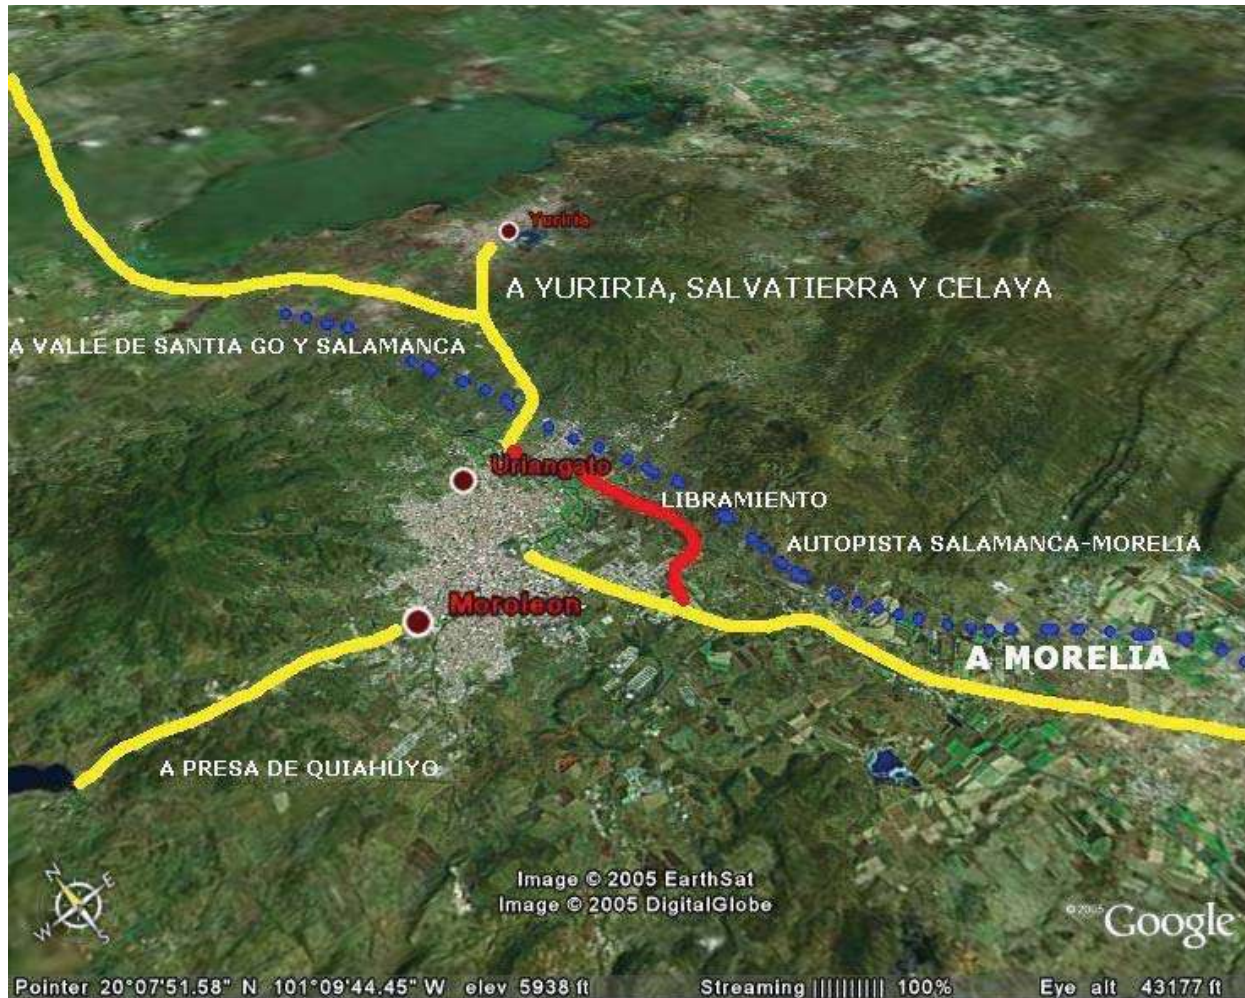 Yuriria
A YURIRIA, SALVATIERRA Y CELAYA
A VALLE DE SANTIA GO Y SALAMANCA -
Uriangato
LIBRAMIENTO
AUTOPISTA SALAMANCA-MORELIA
Moroleon
A MORELIA
A PRESA DE QUIAHUYO
N
E
W
S
Image © 2005 EarthSat
Image © 2005 DigitalGlobe
©2005 Google
Pointer 20°07'51.58" N 101°09'44.45" W elev 5938 ft Streaming |||||||||| 100% Eye alt 43177 ft